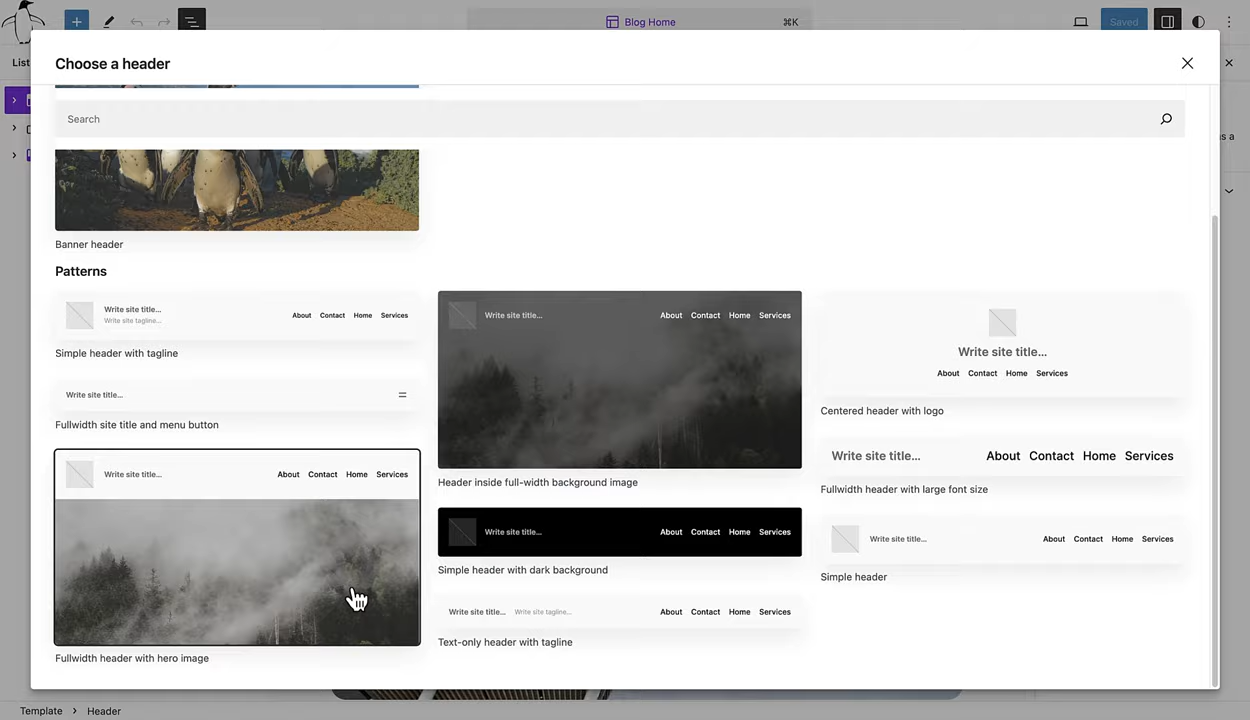 Blog Home
⌘K
Saved
List
Choose a header
Search
s a
Banner header
Patterns
Write site title...
Write site tagline...
About Contact Home Services
Simple header with tagline
Write site title...
Fullwidth site title and menu button
Write site title...
About Contact Home Services
Fullwidth header with hero image
Write site title...
About Contact Home Services
Header inside full-width background image
Write site title...
About Contact Home Services
Simple header with dark background
Write site title... Write site tagline...
About Contact Home Services
Text-only header with tagline
Write site title...
About Contact Home Services
Centered header with logo
Write site title...
About Contact Home Services
Fullwidth header with large font size
Write site title...
About Contact Home Services
Simple header
Template > Header